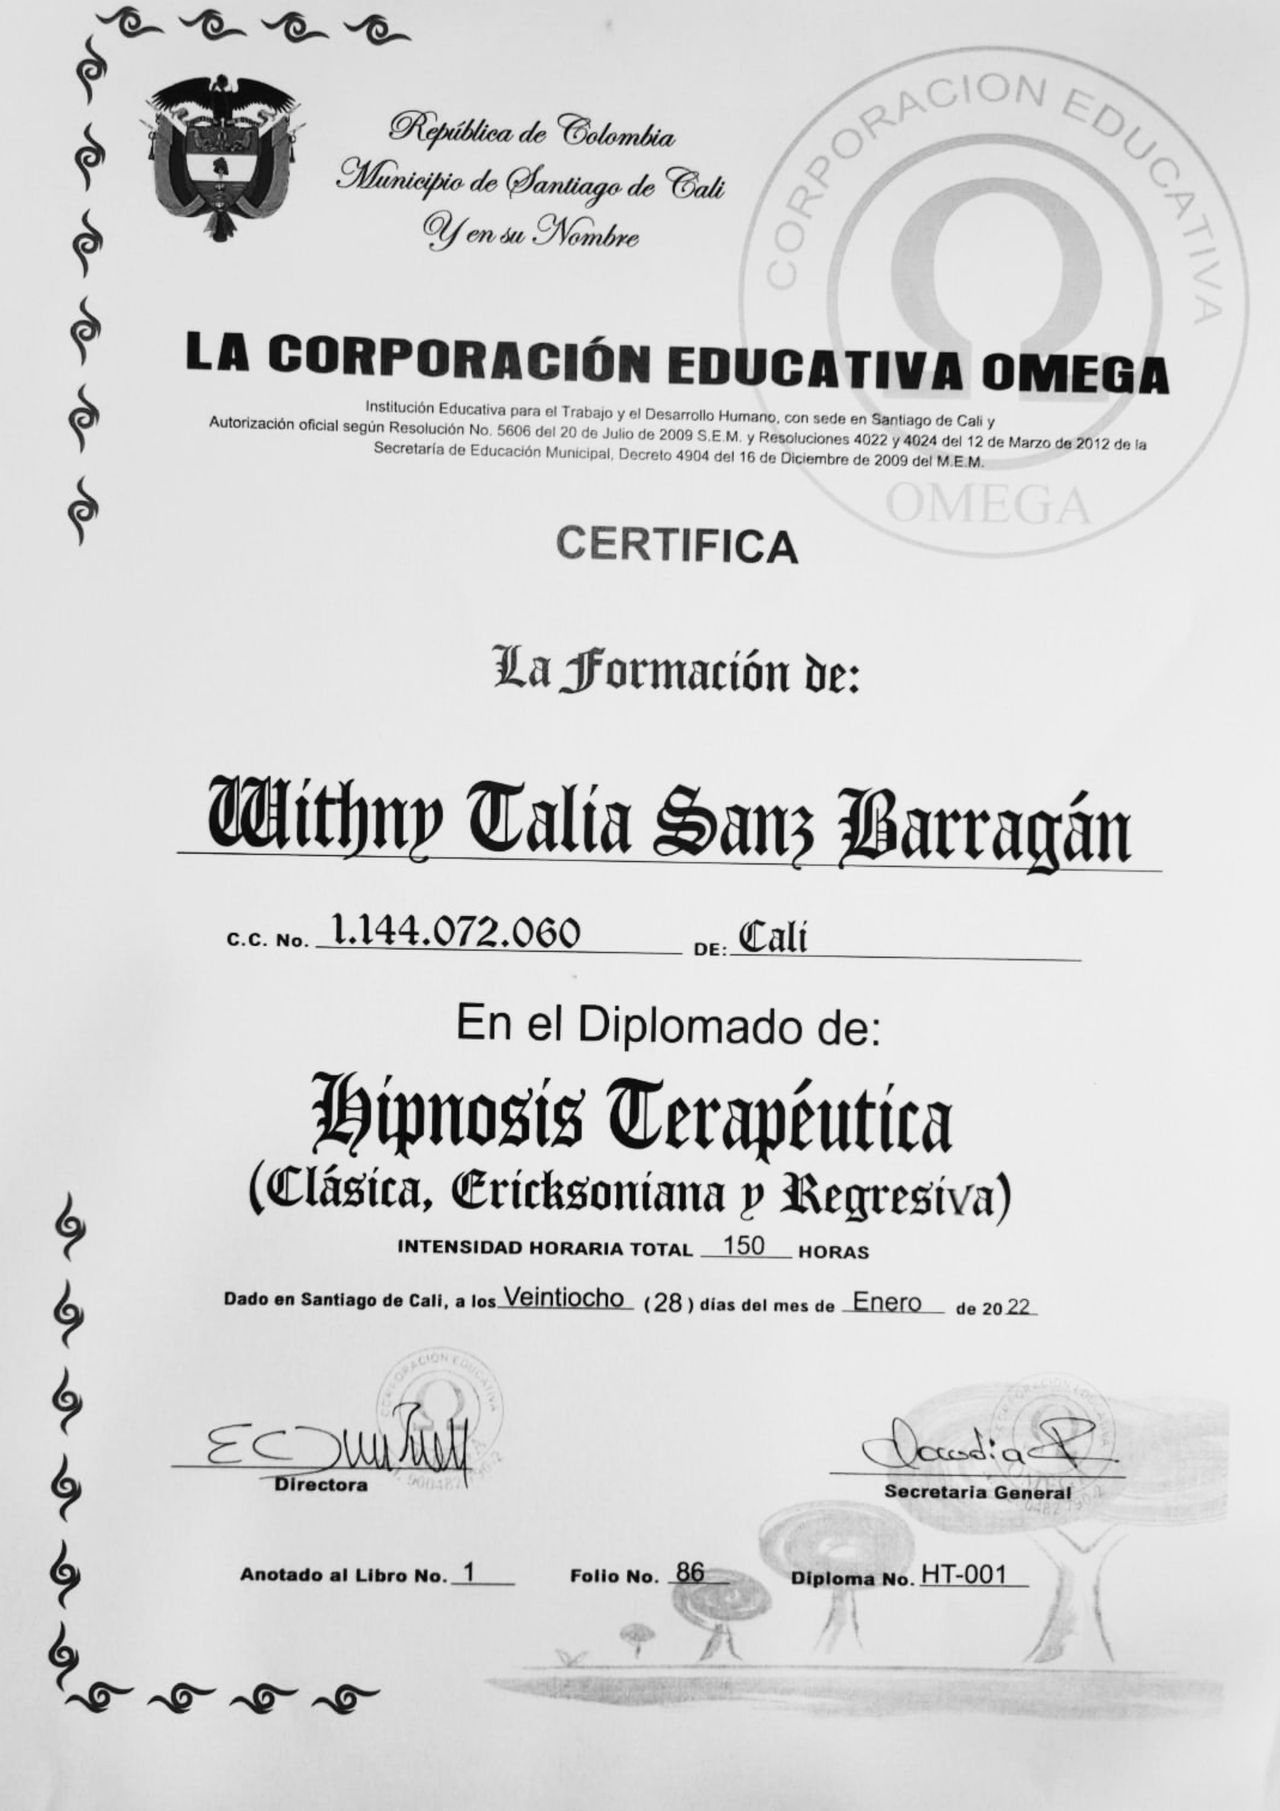 República de Colombia
Municipio de Santiago de Cali
Y en su Nombre
CORPORACION EDUCATIVA
OMEGA
LA CORPORACIÓN EDUCATIVA OMEGA
Institución Educativa para el Trabajo y el Desarrollo Humano, con sede en Santiago de Cali y
Autorización oficial según Resolución No. 5606 del 20 de Julio de 2009 S.E.M. y Resoluciones 4022 y 4024 del 12 de Marzo de 2012 de la
Secretaría de Educación Municipal, Decreto 4904 del 16 de Diciembre de 2009 del M.E.M.
CERTIFICA
La Formación de:
Withny Talia Sanz Barragán
C.C. No. 1.144.072.060 DE: Cali
En el Diplomado de:
Hipnosis Terapéutica
(Clásica, Ericksoniana y Regresiva)
INTENSIDAD HORARIA TOTAL 150 HORAS
Dado en Santiago de Cali, a los Veintiocho (28) días del mes de Enero de 2022
CORPORACION EDUCATIVA
Directora
Secretaria General
Anotado al Libro No. 1 Folio No. 86 Diploma No. HT-001